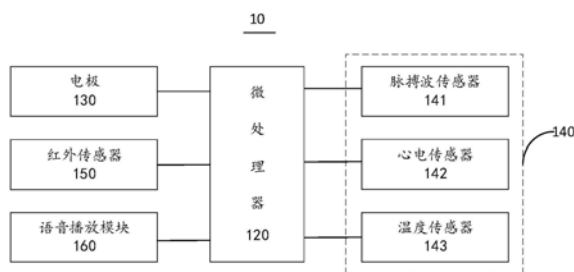 10
电极
130
红外传感器
150
语音播放模块
160
微
处
理
器
120
脉搏波传感器
141
心电传感器
142
温度传感器
143
140